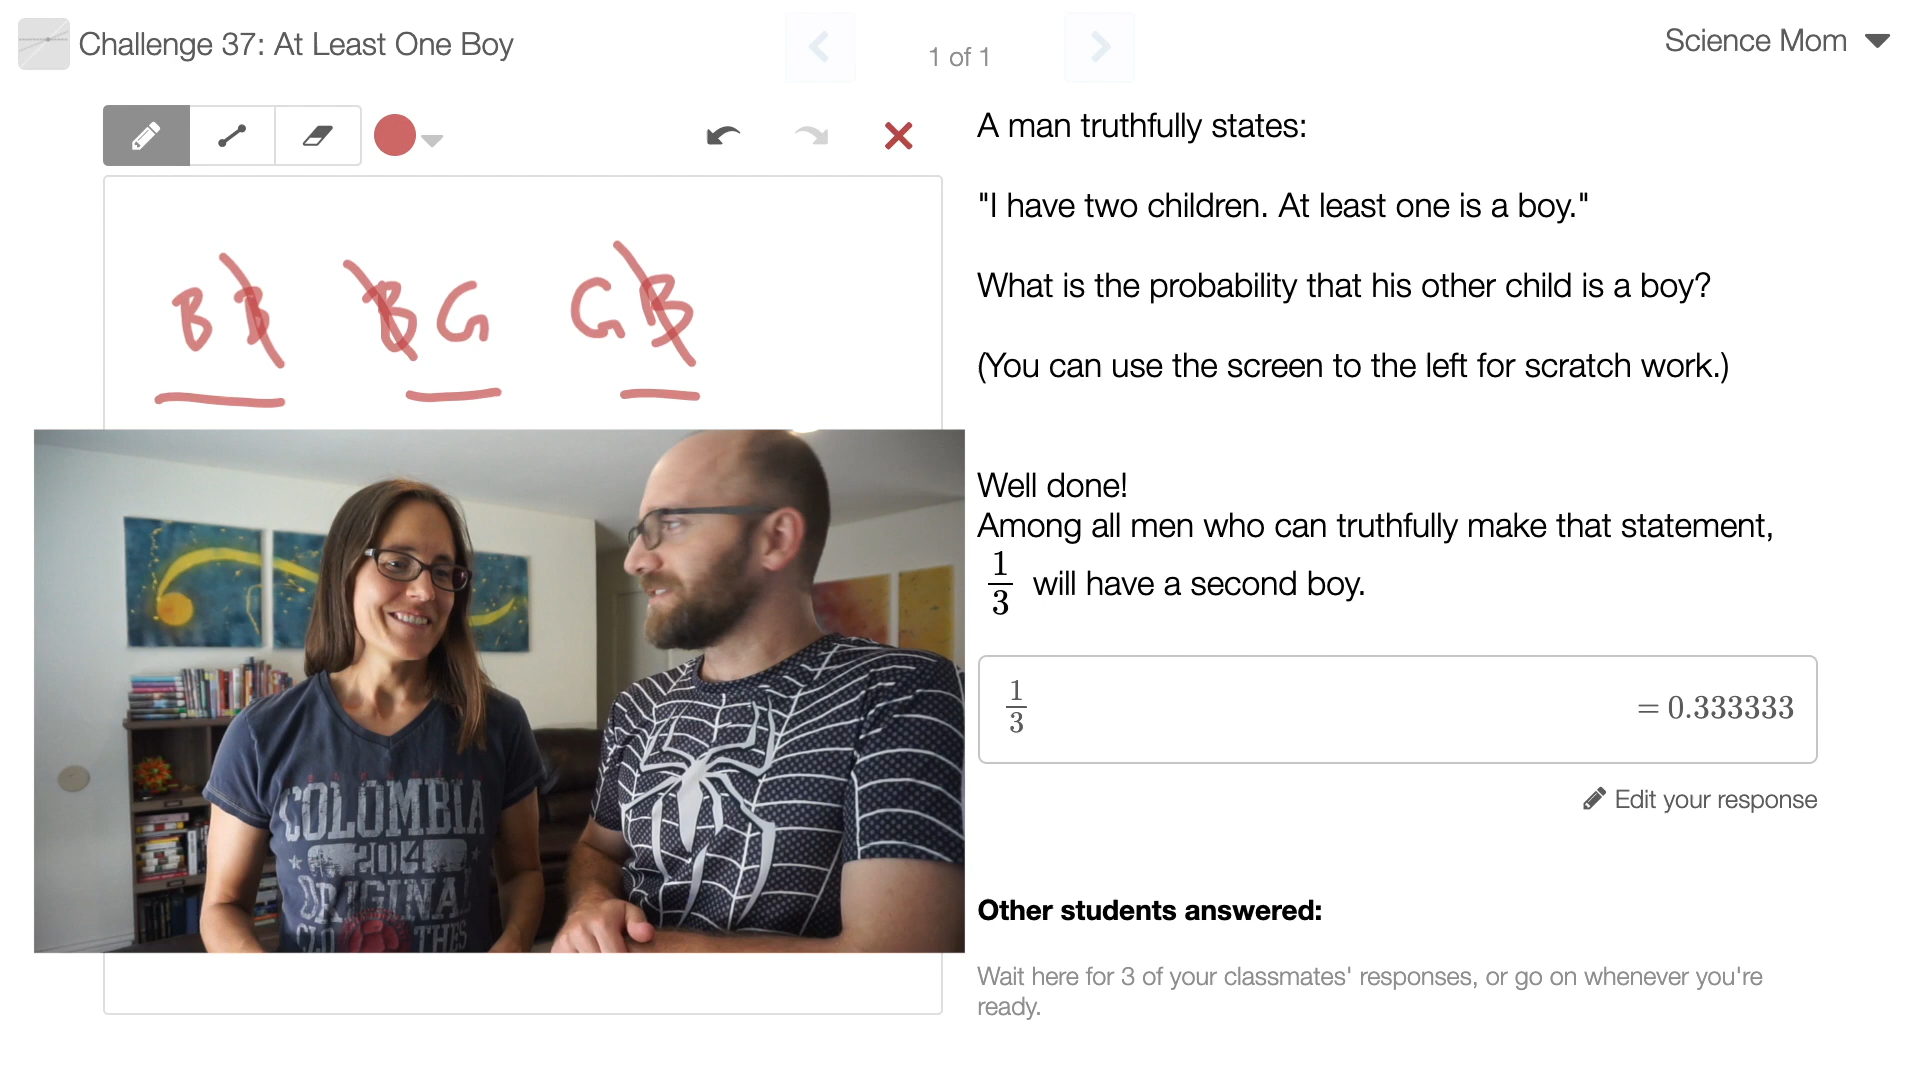 Challenge 37: At Least One Boy
1 of 1
Science Mom
A man truthfully states:
"I have two children. At least one is a boy."
What is the probability that his other child is a boy?
(You can use the screen to the left for scratch work.)
B B B G G B
Well done!
Among all men who can truthfully make that statement,
1/3 will have a second boy.
1/3 = 0.333333
Edit your response
Other students answered:
Wait here for 3 of your classmates' responses, or go on whenever you're
ready.
COLOMBIA
2014
ORIGINAL
CLO THES